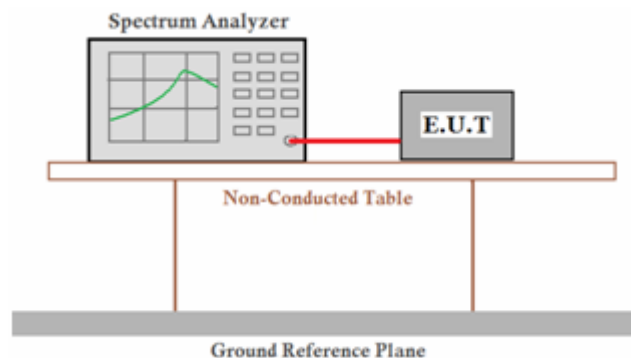 Spectrum Analyzer
E.U.T
Non-Conducted Table
Ground Reference Plane